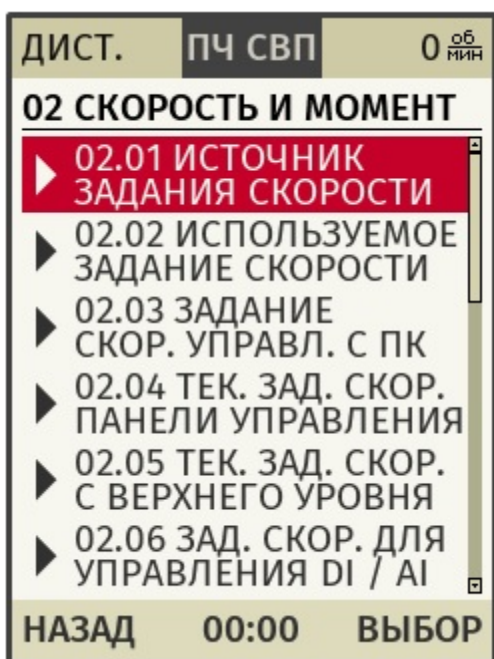 ДИСТ. ПЧ СВП 0 об/мин
02 СКОРОСТЬ И МОМЕНТ
02.01 ИСТОЧНИК
ЗАДАНИЯ СКОРОСТИ
02.02 ИСПОЛЬЗУЕМОЕ
ЗАДАНИЕ СКОРОСТИ
02.03 ЗАДАНИЕ
СКОР. УПРАВЛ. С ПК
02.04 ТЕК. ЗАД. СКОР.
ПАНЕЛИ УПРАВЛЕНИЯ
02.05 ТЕК. ЗАД. СКОР.
С ВЕРХНЕГО УРОВНЯ
02.06 ЗАД. СКОР. ДЛЯ
УПРАВЛЕНИЯ DI / AI
НАЗАД 00:00 ВЫБОР